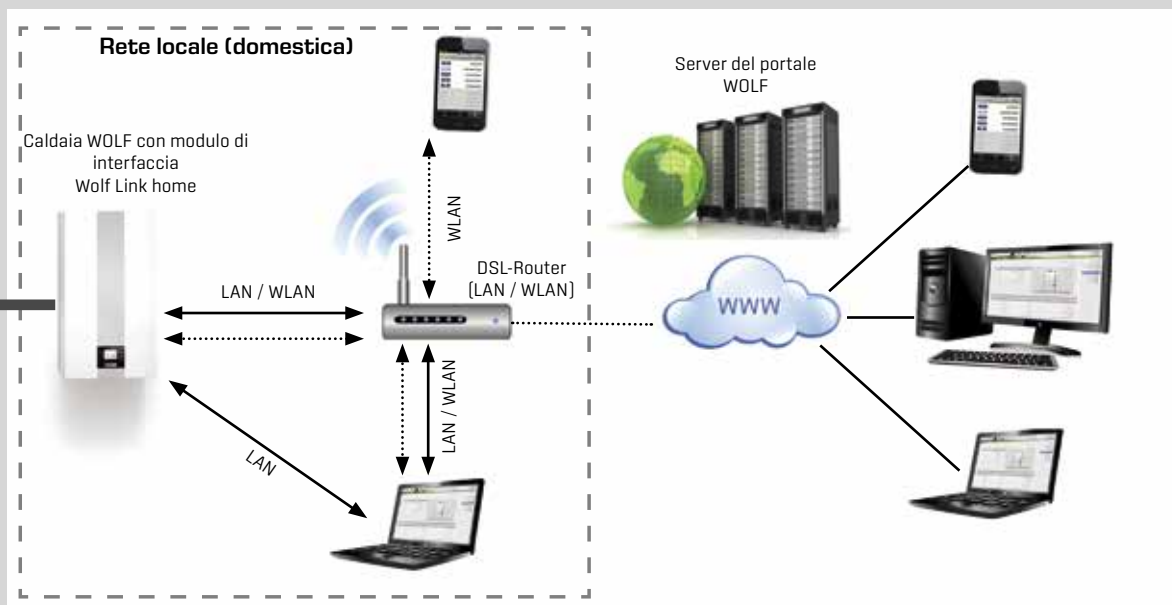 Rete locale (domestica)
Caldaia WOLF con modulo di
interfaccia
Wolf Link home
LAN / WLAN
WLAN
DSL-Router
(LAN / WLAN)
LAN / WLAN
LAN
Server del portale
WOLF
WWW